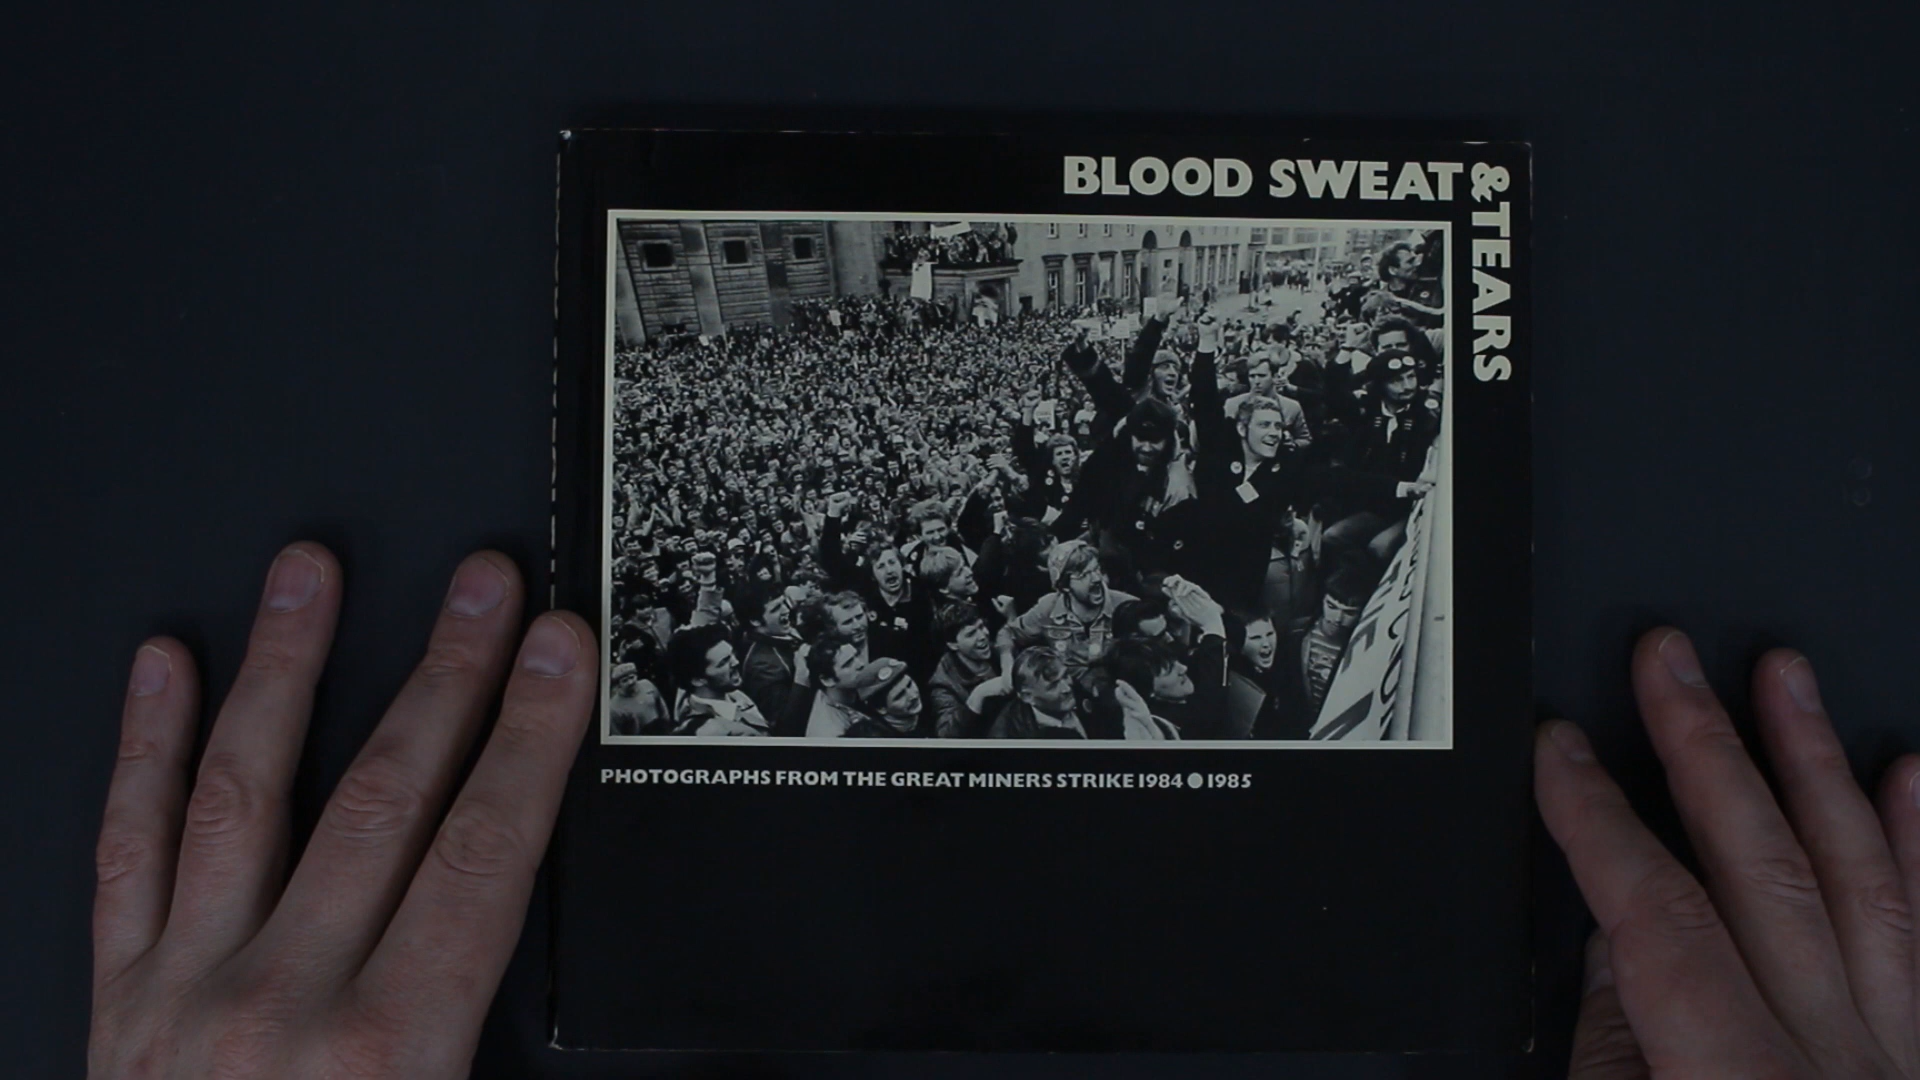 BLOOD SWEAT & TEARS
PHOTOGRAPHS FROM THE GREAT MINERS STRIKE 1984 ● 1985